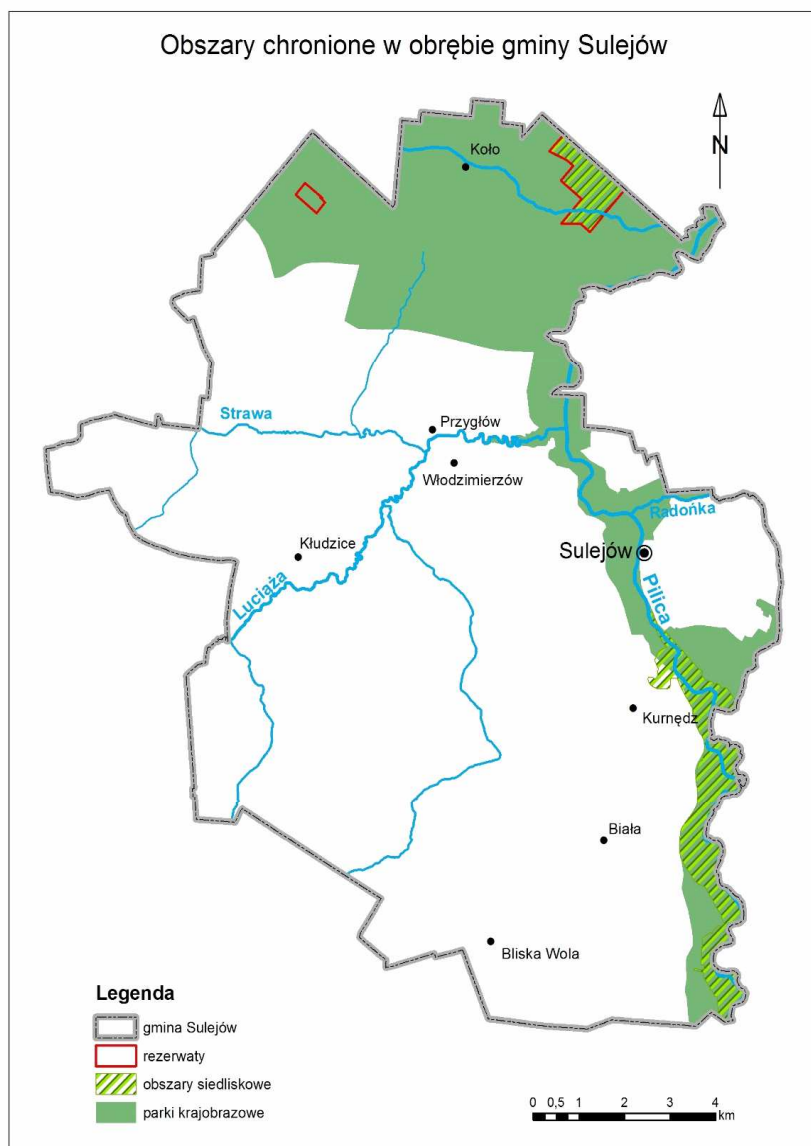 Obszary chronione w obrębie gminy Sulejów
N
Koło
Strawa
Przygłów
Włodzimierzów
Radońka
Kłudzice
Sulejów
Luciąża
Pilica
Kurnędz
Biała
Bliska Wola
Legenda
gmina Sulejów
rezerwaty
obszary siedliskowe
parki krajobrazowe
0 0,5 1 2 3 4
km